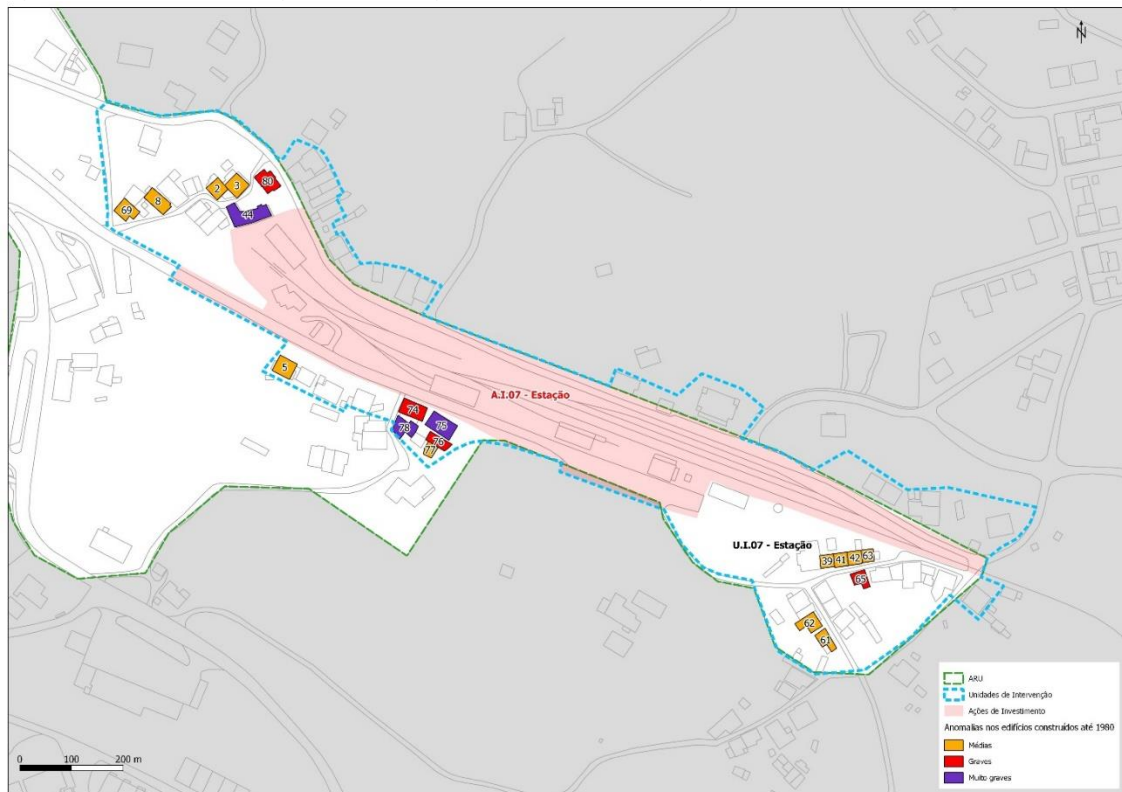 N
80
2
3
8
69
44
5
A.I.07 - Estação
74
75
78
76
77
U.I.07 - Estação
39
41
42
63
65
62
61
ARU
Unidades de Intervenção
Ações de Investimento
Anomalias nos edifícios construídos até 1980
Médias
Graves
Muito graves
0 100 200 m